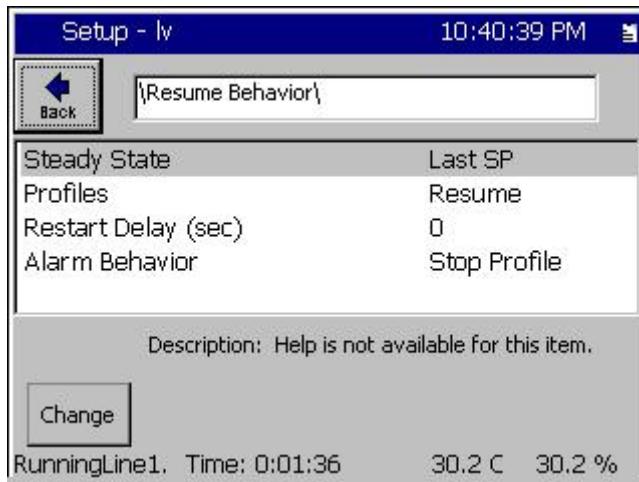 Setup - lv 10:40:39 PM
Back
\Resume Behavior\
Steady State Last SP
Profiles Resume
Restart Delay (sec) 0
Alarm Behavior Stop Profile
Description: Help is not available for this item.
Change
RunningLine1. Time: 0:01:36 30.2 C 30.2 %